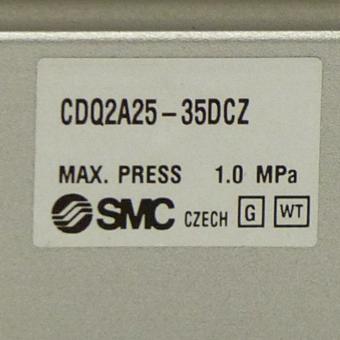 CDQ2A25-35DCZ
MAX. PRESS 1.0 MPa
SMC CZECH G WT